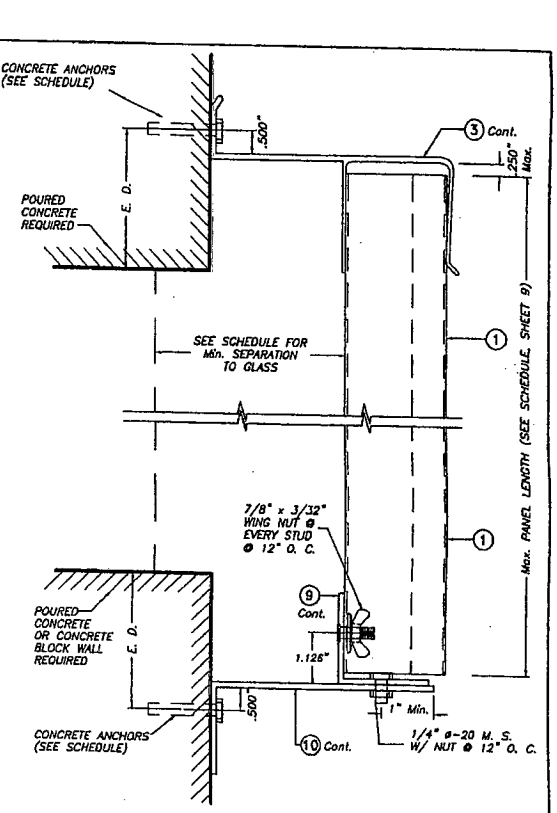 CONCRETE ANCHORS
(SEE SCHEDULE)
.500"
3 Cont.
.250"
Max.
E. D.
POURED
CONCRETE
REQUIRED
SEE SCHEDULE FOR
Min. SEPARATION
TO GLASS
1
Max. PANEL LENGTH (SEE SCHEDULE, SHEET 9)
7/8" x 3/32"
WING NUT @
EVERY STUD
@ 12" O. C.
1
9
Cont.
POURED
CONCRETE
OR CONCRETE
BLOCK WALL
REQUIRED
E. D.
1.126"
.500"
1" Min.
CONCRETE ANCHORS
(SEE SCHEDULE)
10 Cont.
1/4" ø-20 M. S.
W/ NUT @ 12" O. C.